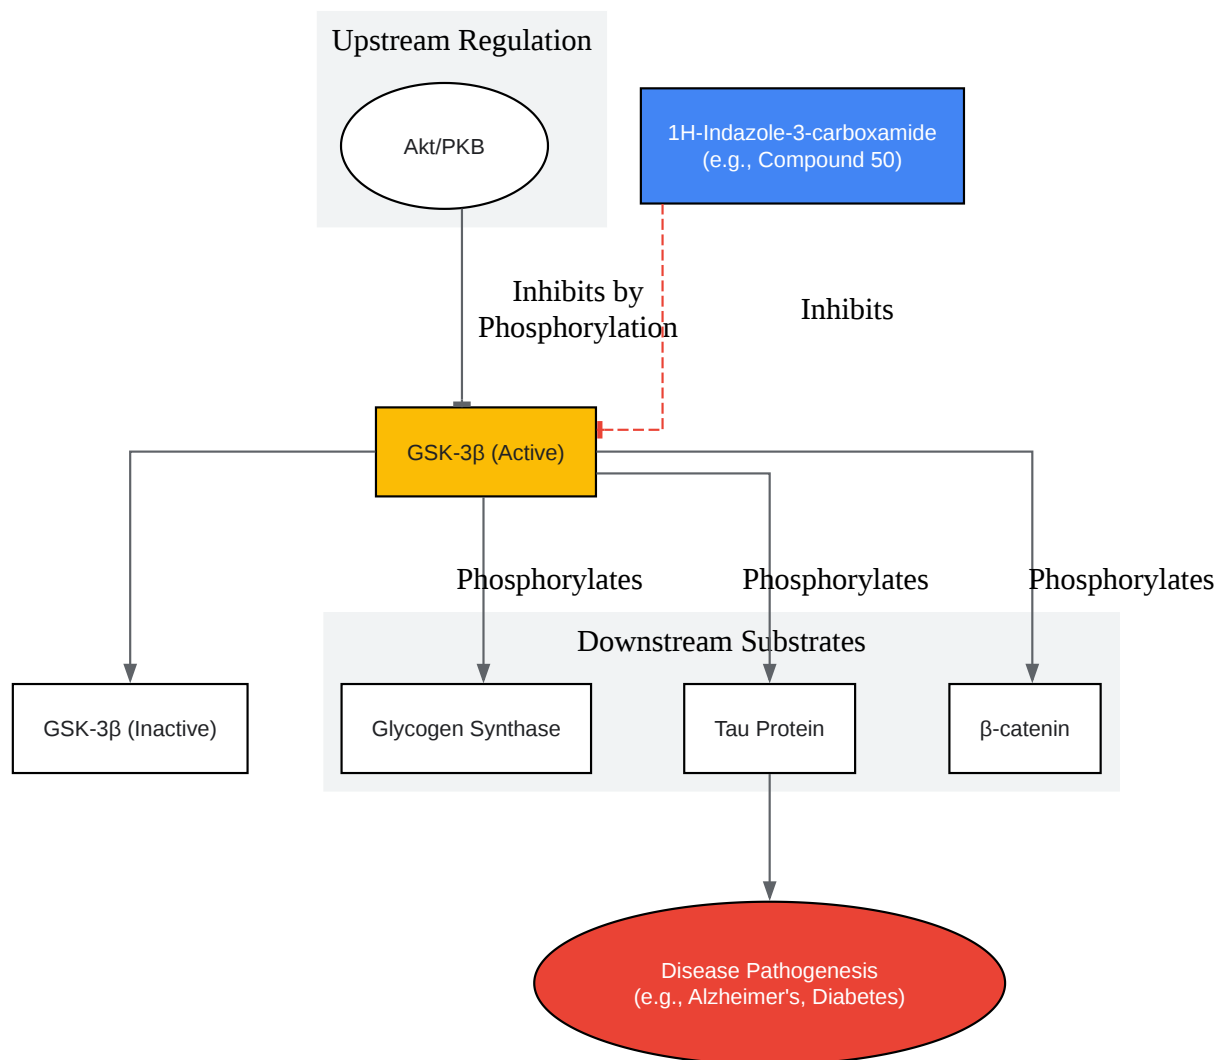 Upstream Regulation
Akt/PKB
1H-Indazole-3-carboxamide
(e.g., Compound 50)
Inhibits by
Phosphorylation
Inhibits
GSK-3β (Active)
Phosphorylates
Phosphorylates
Phosphorylates
Downstream Substrates
GSK-3β (Inactive)
Glycogen Synthase
Tau Protein
β-catenin
Disease Pathogenesis
(e.g., Alzheimer's, Diabetes)